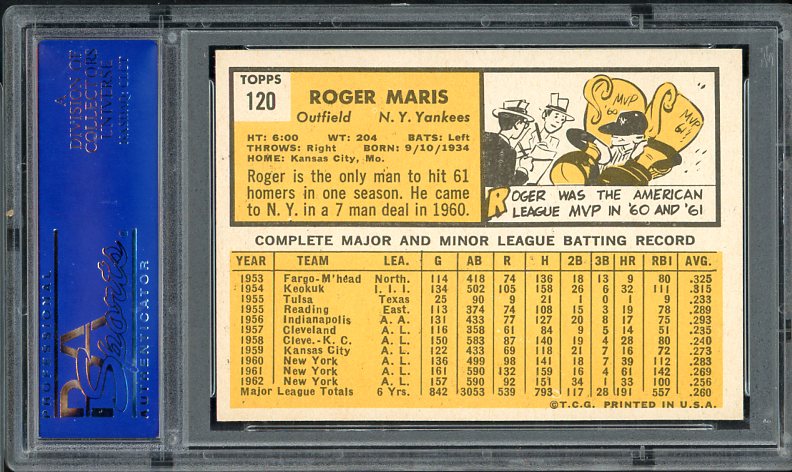 A
DIVISION OF
COLLECTORS
UNIVERSE
NASDAQ: CLCT
PROFESSIONAL
PSA
Sports
AUTHENTICATOR
TOPPS
120
ROGER MARIS
Outfield N. Y. Yankees
HT: 6:00 WT: 204 BATS: Left
THROWS: Right BORN: 9/10/1934
HOME: Kansas City, Mo.
Roger is the only man to hit 61
homers in one season. He came
to N. Y. in a 7 man deal in 1960.
MVP '60
MVP 61
ROGER WAS THE AMERICAN
LEAGUE MVP IN '60 AND '61
COMPLETE MAJOR AND MINOR LEAGUE BATTING RECORD
YEAR TEAM LEA. G AB R H 2B 3B HR RBI AVG.
1953 Fargo-M'head North. 114 418 74 136 18 13 9 80 .325
1954 Keokuk I. I. I. 134 502 105 158 26 6 32 111 .315
1955 Tulsa Texas 25 90 9 21 1 0 1 9 .233
1955 Reading East. 113 374 74 108 15 3 19 78 .289
1956 Indianapolis A. A. 131 433 77 127 20 8 17 75 .293
1957 Cleveland A. L. 116 358 61 84 9 5 14 51 .235
1958 Cleve.-K. C. A. L. 150 583 87 140 19 4 28 80 .240
1959 Kansas City A. L. 122 433 69 118 21 7 16 72 .273
1960 New York A. L. 136 499 98 141 18 7 39 112 .283
1961 New York A. L. 161 590 132 159 16 4 61 142 .269
1962 New York A. L. 157 590 92 151 34 1 33 100 .256
Major League Totals 6 Yrs. 842 3053 539 793 117 28 191 557 .260
©T.C.G. PRINTED IN U.S.A.